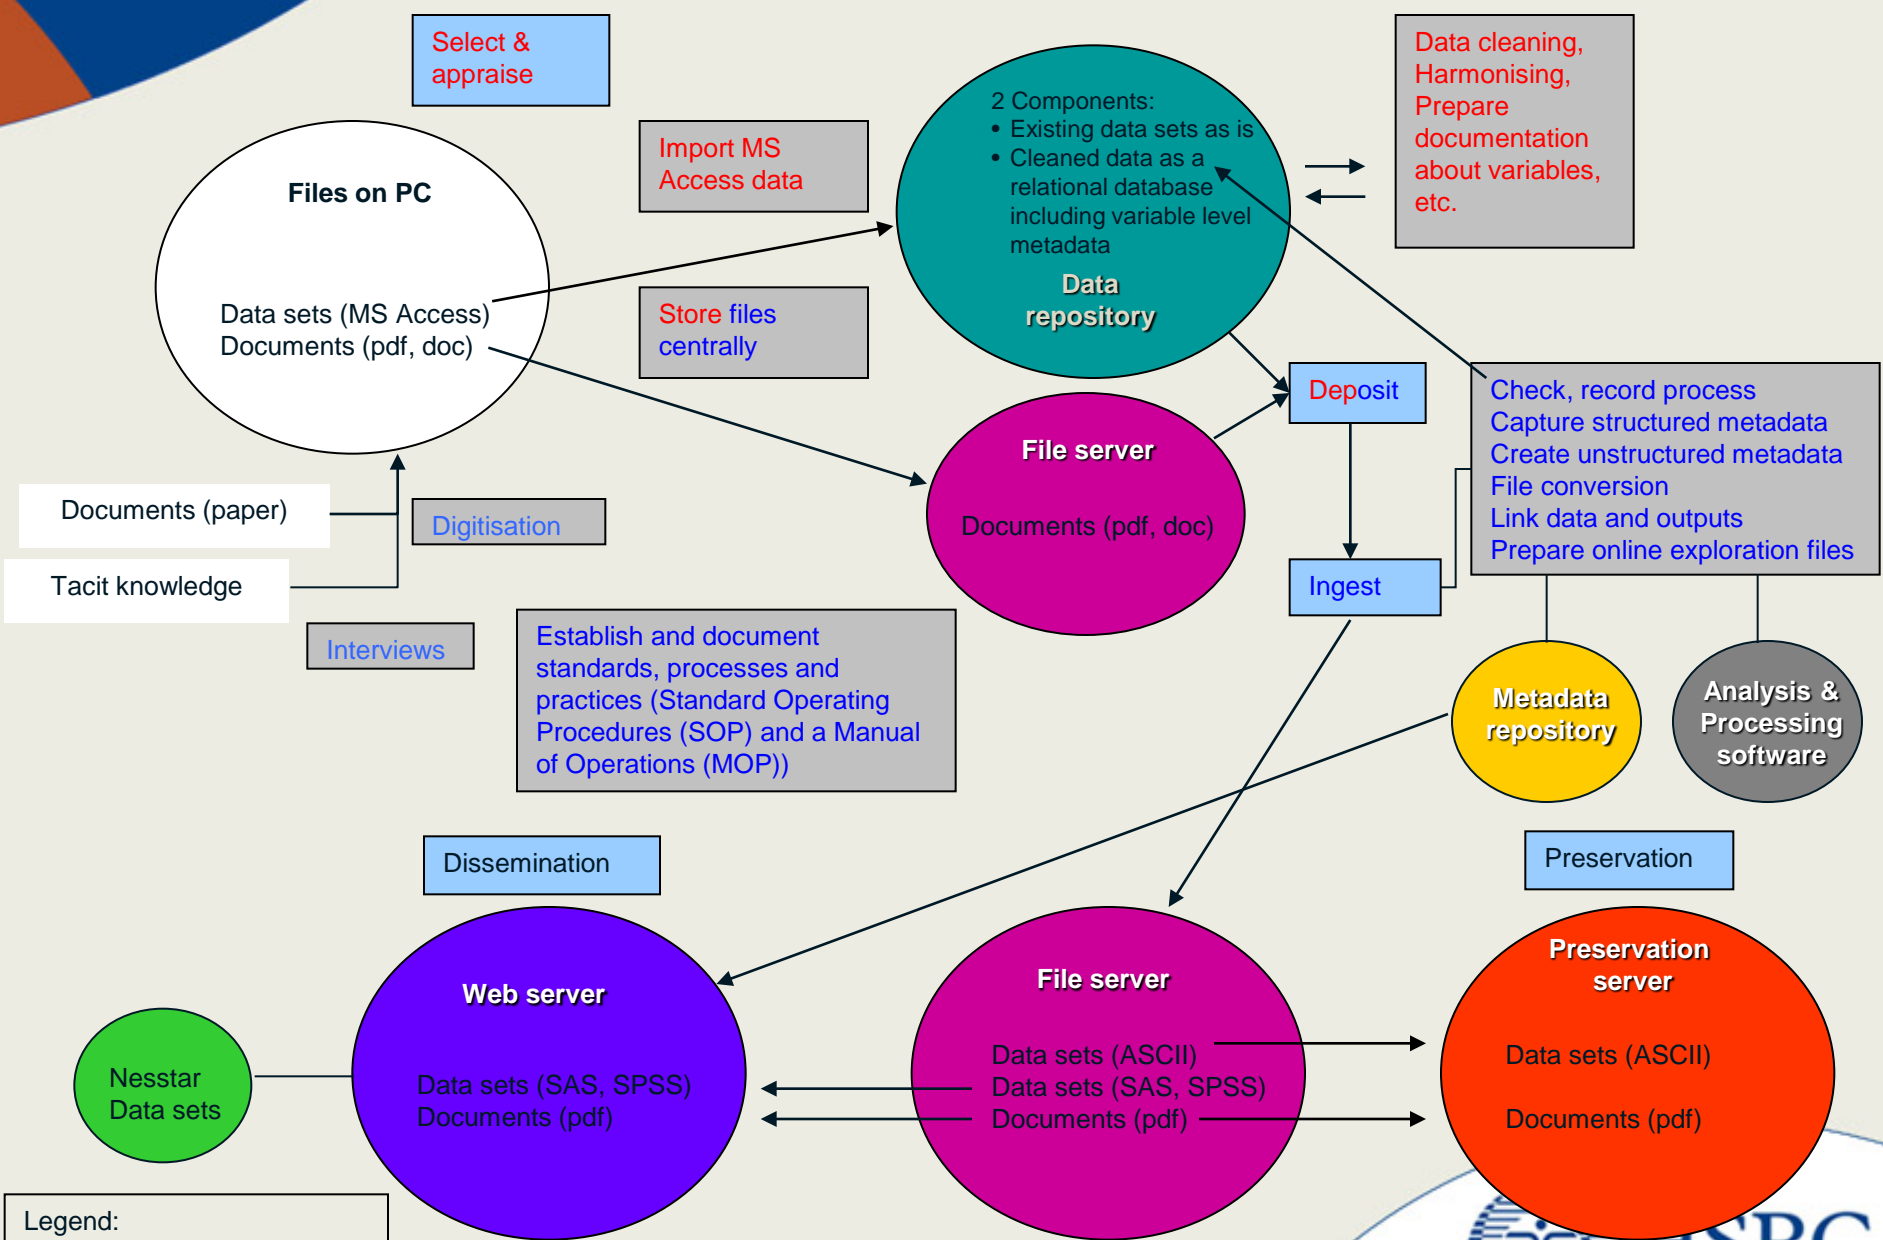 Select &
appraise
Data cleaning,
Harmonising,
Prepare
documentation
about variables,
etc.
2 Components:
• Existing data sets as is
• Cleaned data as a
relational database
including variable level
metadata
Data
repository
Import MS
Access data
Files on PC
Data sets (MS Access)
Documents (pdf, doc)
Store files
centrally
Deposit
Check, record process
Capture structured metadata
Create unstructured metadata
File conversion
Link data and outputs
Prepare online exploration files
File server
Documents (pdf, doc)
Documents (paper)
Digitisation
Tacit knowledge
Ingest
Interviews
Establish and document
standards, processes and
practices (Standard Operating
Procedures (SOP) and a Manual
of Operations (MOP))
Metadata
repository
Analysis &
Processing
software
Dissemination
Preservation
Web server
Data sets (SAS, SPSS)
Documents (pdf)
File server
Data sets (ASCII)
Data sets (SAS, SPSS)
Documents (pdf)
Preservation
server
Data sets (ASCII)
Documents (pdf)
Nesstar
Data sets
Legend: